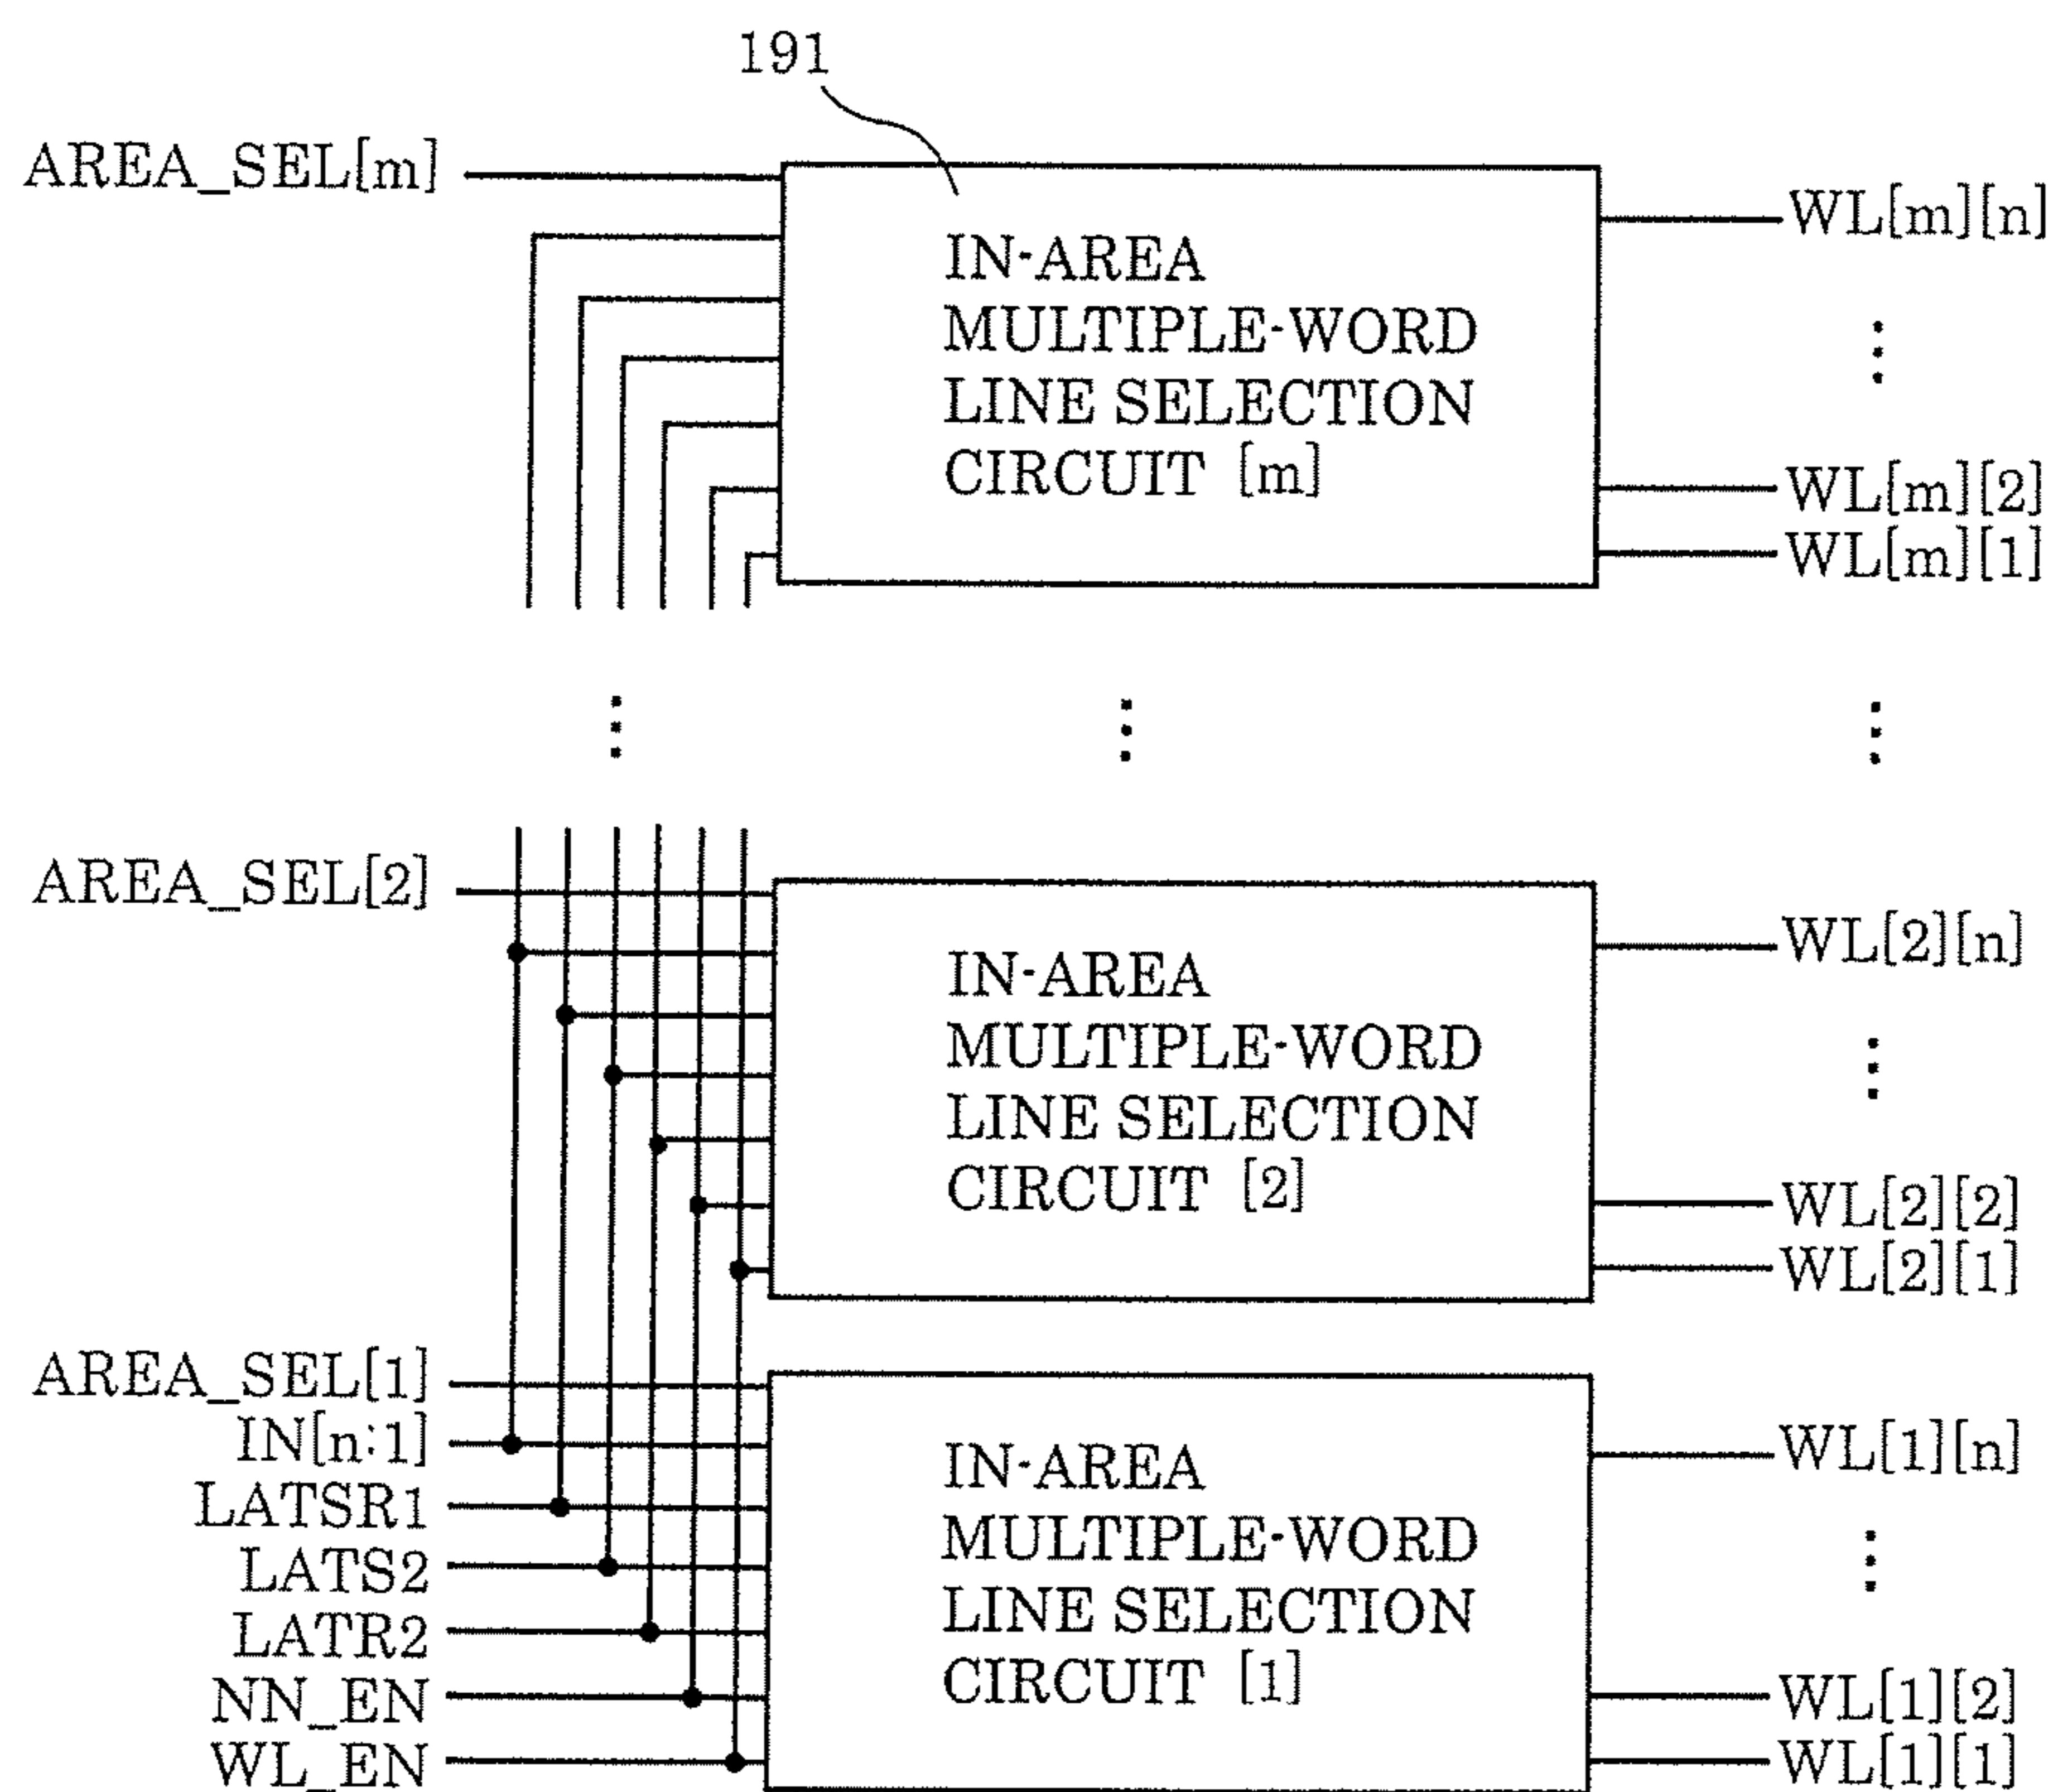 191
AREA_SEL[m]
IN-AREA
MULTIPLE-WORD
LINE SELECTION
CIRCUIT [m]
WL[m][n]
WL[m][2]
WL[m][1]
AREA_SEL[2]
IN-AREA
MULTIPLE-WORD
LINE SELECTION
CIRCUIT [2]
WL[2][n]
WL[2][2]
WL[2][1]
AREA_SEL[1]
IN[n:1]
LATSR1
LATS2
LATR2
NN_EN
WL_EN
IN-AREA
MULTIPLE-WORD
LINE SELECTION
CIRCUIT [1]
WL[1][n]
WL[1][2]
WL[1][1]